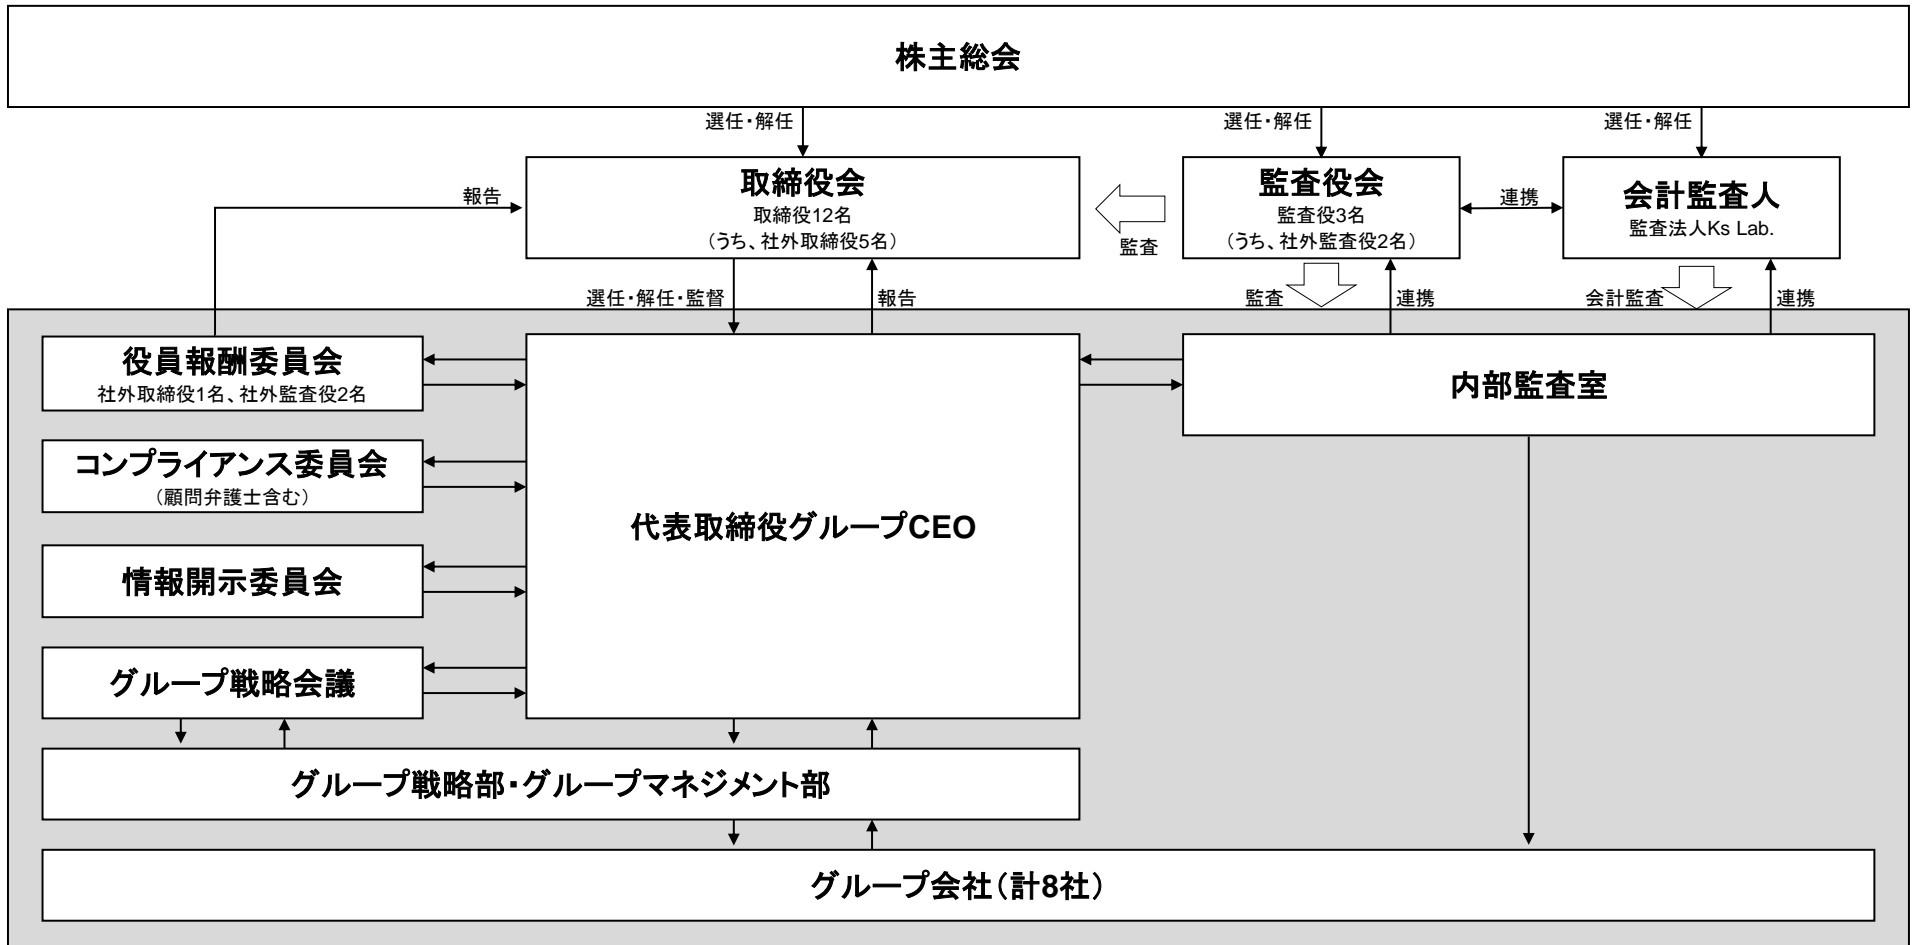 株主総会
選任・解任
選任・解任
選任・解任
取締役会
取締役12名
（うち、社外取締役5名）
監査役会
監査役3名
（うち、社外監査役2名）
会計監査人
監査法人Ks Lab.
報告
監査
連携
選任・解任・監督
報告
監査
連携
会計監査
連携
役員報酬委員会
社外取締役1名、社外監査役2名
コンプライアンス委員会
（顧問弁護士含む）
情報開示委員会
グループ戦略会議
代表取締役グループCEO
内部監査室
グループ戦略部・グループマネジメント部
グループ会社（計8社）